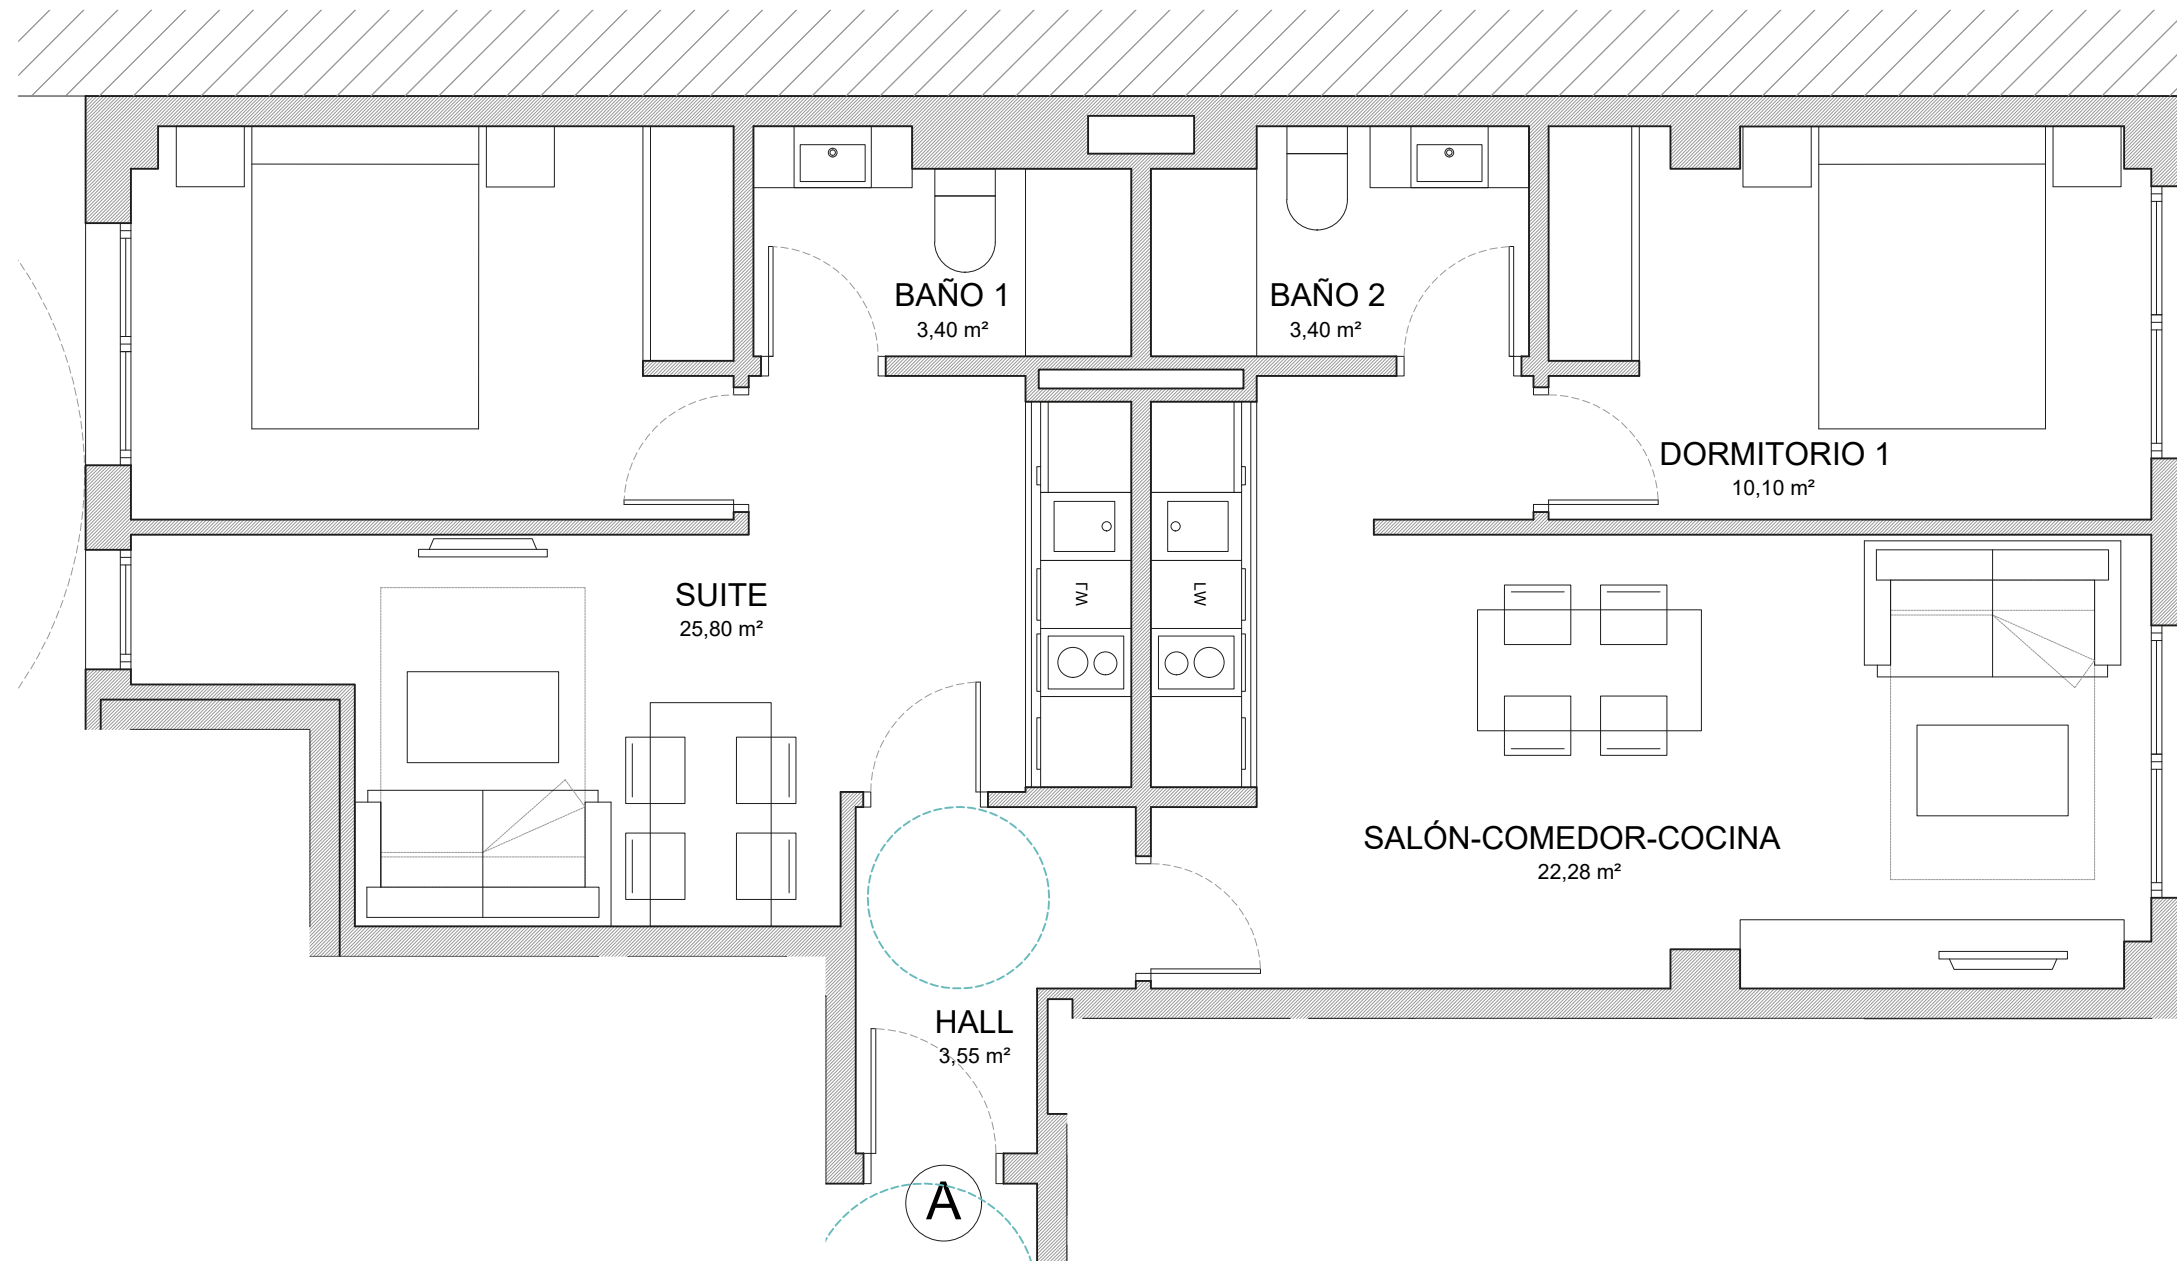 BAÑO 1
3,40 m²
BAÑO 2
3,40 m²
DORMITORIO 1
10,10 m²
SUITE
25,80 m²
LW
LW
SALÓN-COMEDOR-COCINA
22,28 m²
HALL
3,55 m²
A